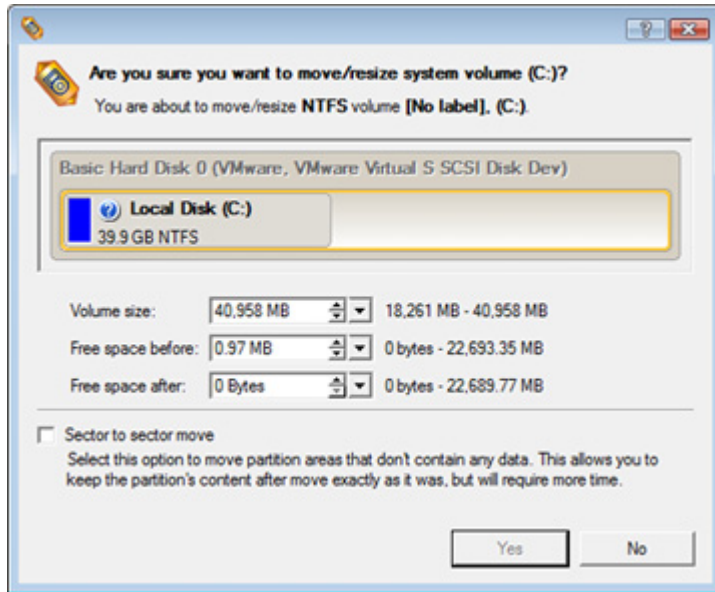 Are you sure you want to move/resize system volume (C:)?
You are about to move/resize NTFS volume [No label], (C:).
Basic Hard Disk 0 (VMware, VMware Virtual S SCSI Disk Dev)
Local Disk (C:)
39.9 GB NTFS
Volume size: 40,958 MB 18,261 MB - 40,958 MB
Free space before: 0.97 MB 0 bytes - 22,693.35 MB
Free space after: 0 Bytes 0 bytes - 22,689.77 MB
Sector to sector move
Select this option to move partition areas that don't contain any data. This allows you to
keep the partition's content after move exactly as it was, but will require more time.
Yes No